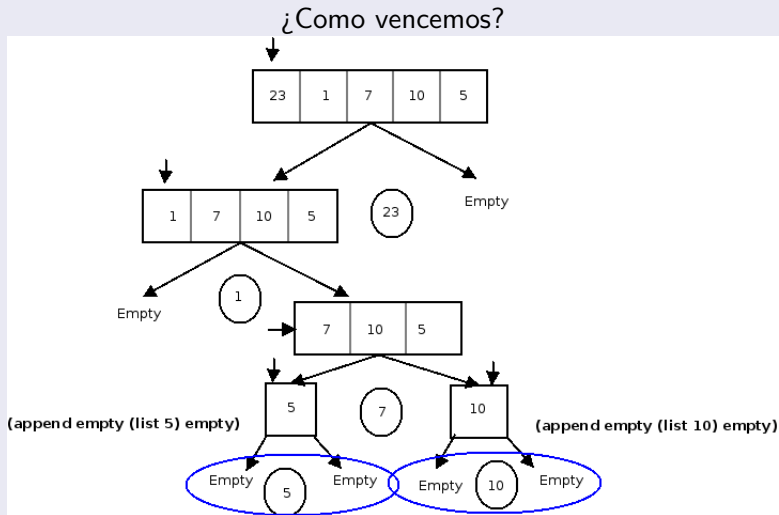 ¿Como vencemos?
23 1 7 10 5
1 7 10 5
23
Empty
Empty
1
7 10 5
(append empty (list 5) empty)
5
7
10
(append empty (list 10) empty)
Empty
5
Empty
Empty
10
Empty